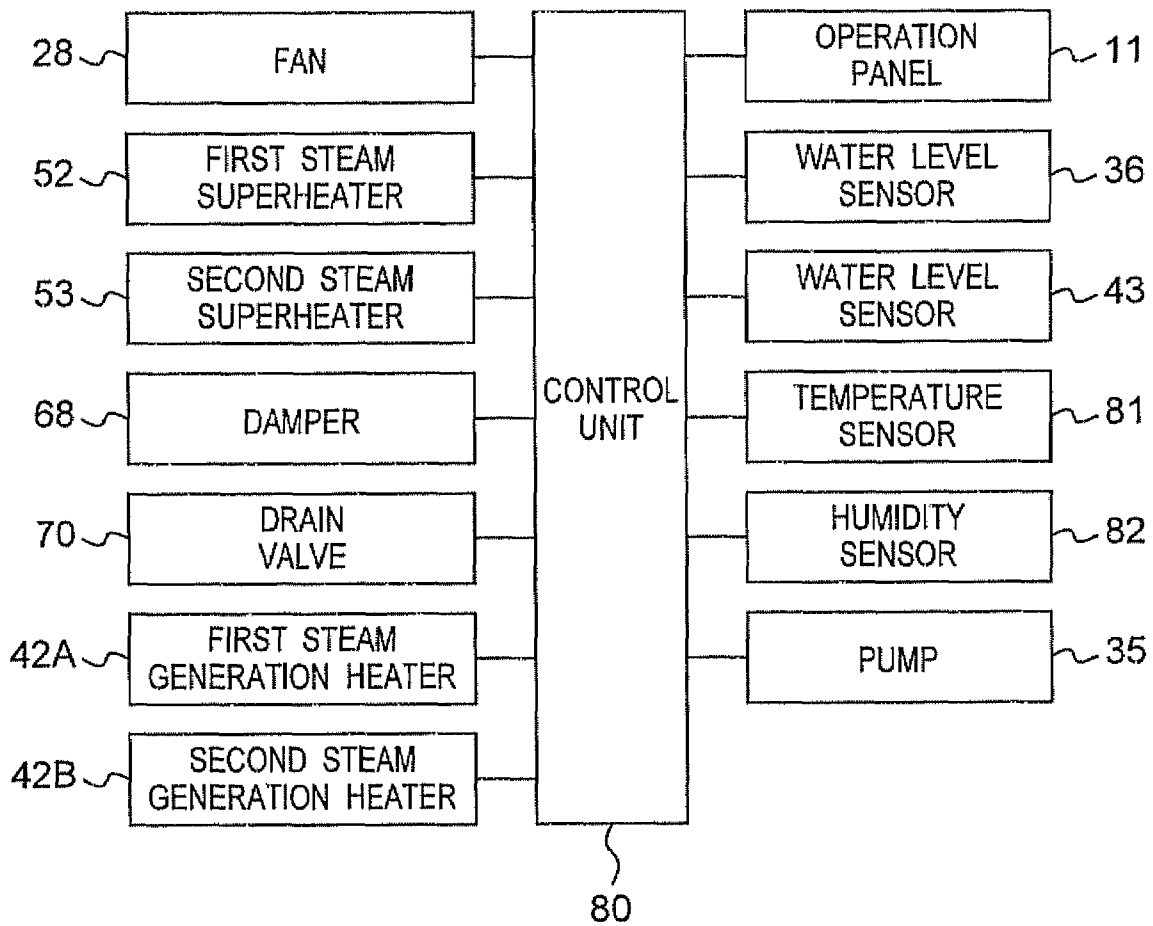 28
FAN
52
FIRST STEAM
SUPERHEATER
53
SECOND STEAM
SUPERHEATER
68
DAMPER
70
DRAIN
VALVE
42A
FIRST STEAM
GENERATION HEATER
42B
SECOND STEAM
GENERATION HEATER
CONTROL
UNIT
80
OPERATION
PANEL
11
WATER LEVEL
SENSOR
36
WATER LEVEL
SENSOR
43
TEMPERATURE
SENSOR
81
HUMIDITY
SENSOR
82
PUMP
35